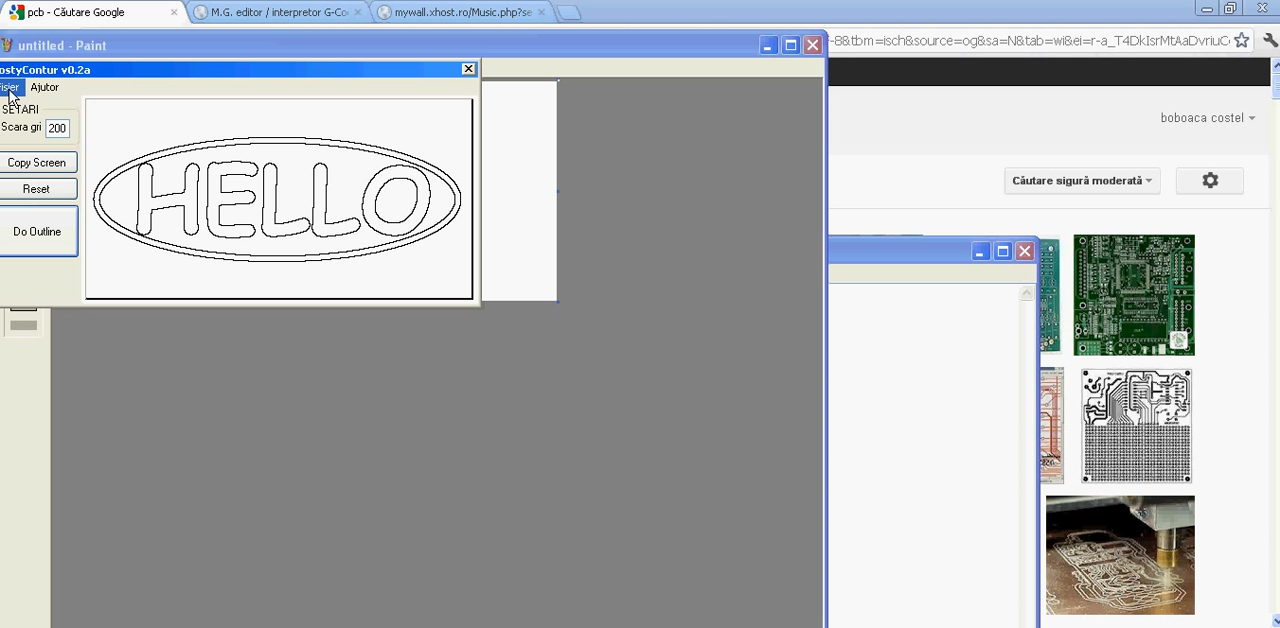 pcb - Căutare Google
M.G. editor / interpretor G-Co
mywall.xhost.ro/Music.php?se
untitled - Paint
-8&tbm=isch&source=og&sa=N&tab=wi&ei=r-a_T4DkIsrMtAaDvriuC
ostyContur v0.2a
isier Ajutor
SETARI
Scara gri 200
Copy Screen
Reset
Do Outline
HELLO
boboaca costel
Căutare sigură moderată